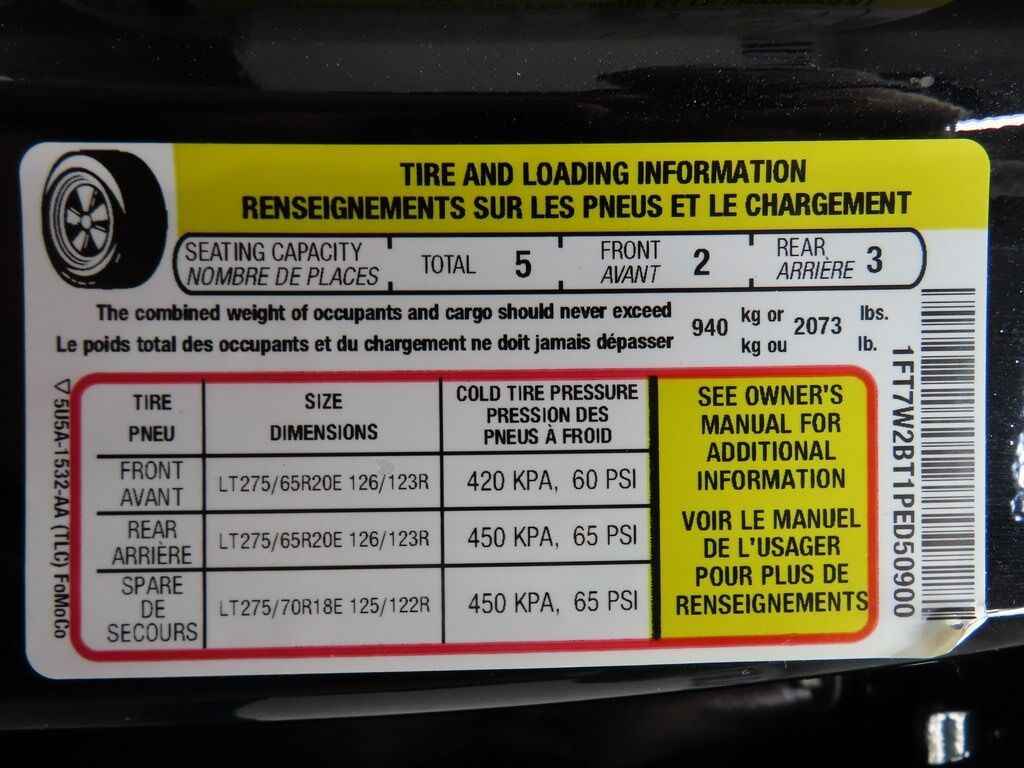 TIRE AND LOADING INFORMATION
RENSEIGNEMENTS SUR LES PNEUS ET LE CHARGEMENT
SEATING CAPACITY
NOMBRE DE PLACES
TOTAL 5
FRONT
AVANT
2
REAR
ARRIÈRE
3
The combined weight of occupants and cargo should never exceed
Le poids total des occupants et du chargement ne doit jamais dépasser
940
kg or
kg ou
2073
lbs.
lb.
TIRE
PNEU
SIZE
DIMENSIONS
COLD TIRE PRESSURE
PRESSION DES
PNEUS À FROID
FRONT
AVANT
LT275/65R20E 126/123R
420 KPA, 60 PSI
REAR
ARRIÈRE
LT275/65R20E 126/123R
450 KPA, 65 PSI
SPARE
DE
SECOURS
LT275/70R18E 125/122R
450 KPA, 65 PSI
SEE OWNER'S
MANUAL FOR
ADDITIONAL
INFORMATION
VOIR LE MANUEL
DE L'USAGER
POUR PLUS DE
RENSEIGNEMENTS
1FT7W2BT1PED50900
▽5U5A-1532-AA (TLC) FoMoCo